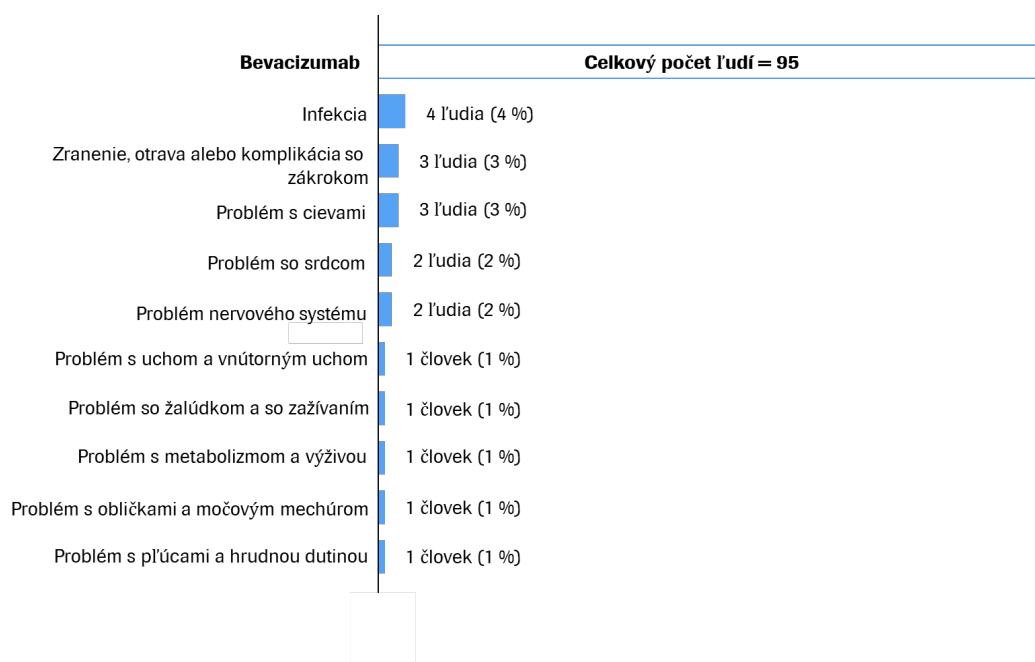 Bevacizumab
Celkový počet ľudí = 95
Infekcia
4 ľudia (4 %)
Zranenie, otrava alebo komplikácia so
zákrokom
3 ľudia (3 %)
Problém s cievami
3 ľudia (3 %)
Problém so srdcom
2 ľudia (2 %)
Problém nervového systému
2 ľudia (2 %)
Problém s uchom a vnútorným uchom
1 človek (1 %)
Problém so žalúdkom a so zažívaním
1 človek (1 %)
Problém s metabolizmom a výživou
1 človek (1 %)
Problém s obličkami a močovým mechúrom
1 človek (1 %)
Problém s pľúcami a hrudnou dutinou
1 človek (1 %)